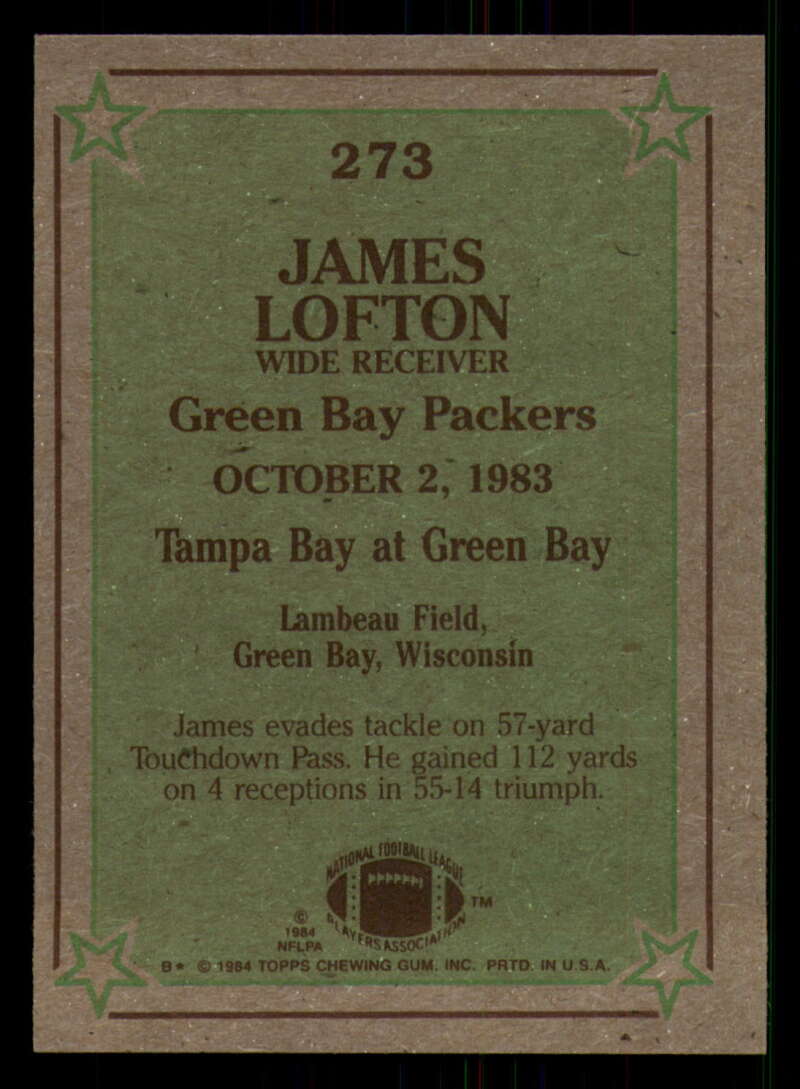 273
JAMES
LOFTON
WIDE RECEIVER
Green Bay Packers
OCTOBER 2, 1983
Tampa Bay at Green Bay
Lambeau Field,
Green Bay, Wisconsin
James evades tackle on 57-yard
Touchdown Pass. He gained 112 yards
on 4 receptions in 55-14 triumph.
NATIONAL FOOTBALL LEAGUE
PLAYERS ASSOCIATION
TM
©
1984
NFLPA
B* © 1984 TOPPS CHEWING GUM, INC. PRTD. IN U.S.A.